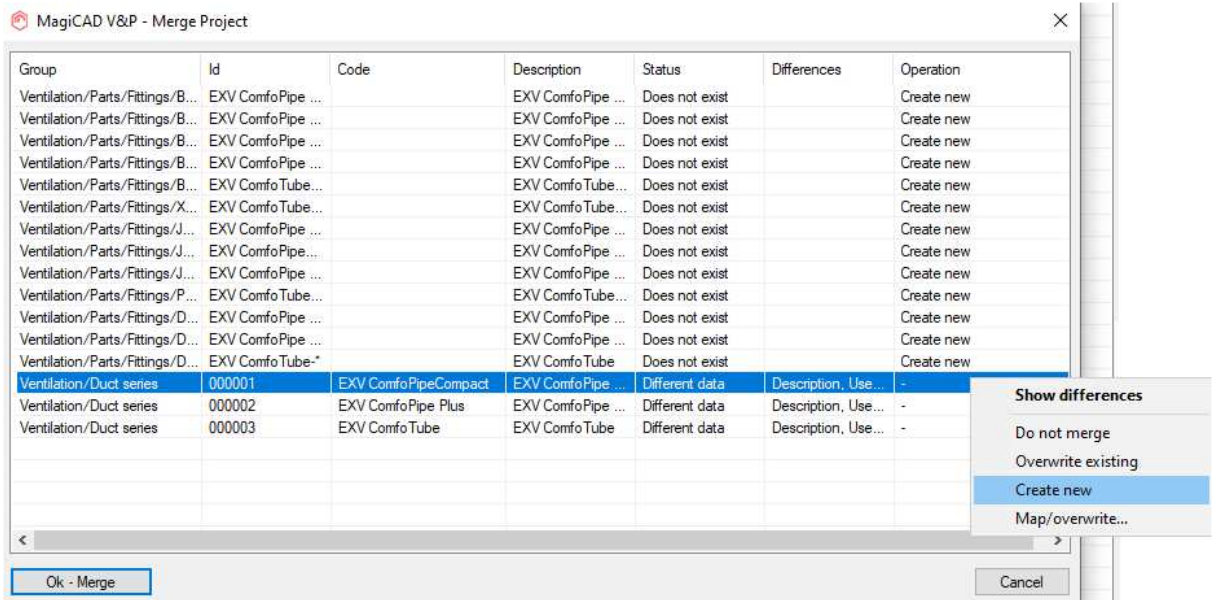 MagiCAD V&P - Merge Project
Group Id Code Description Status Differences Operation
Ventilation/Parts/Fittings/B... EXV ComfoPipe ... EXV ComfoPipe ... Does not exist Create new
Ventilation/Parts/Fittings/B... EXV ComfoPipe ... EXV ComfoPipe ... Does not exist Create new
Ventilation/Parts/Fittings/B... EXV ComfoPipe ... EXV ComfoPipe ... Does not exist Create new
Ventilation/Parts/Fittings/B... EXV ComfoPipe ... EXV ComfoPipe ... Does not exist Create new
Ventilation/Parts/Fittings/B... EXV ComfoTube... EXV ComfoTube... Does not exist Create new
Ventilation/Parts/Fittings/X... EXV ComfoTube... EXV ComfoTube... Does not exist Create new
Ventilation/Parts/Fittings/J... EXV ComfoPipe ... EXV ComfoPipe ... Does not exist Create new
Ventilation/Parts/Fittings/J... EXV ComfoPipe ... EXV ComfoPipe ... Does not exist Create new
Ventilation/Parts/Fittings/J... EXV ComfoPipe ... EXV ComfoPipe ... Does not exist Create new
Ventilation/Parts/Fittings/P... EXV ComfoTube... EXV ComfoTube... Does not exist Create new
Ventilation/Parts/Fittings/D... EXV ComfoPipe ... EXV ComfoPipe ... Does not exist Create new
Ventilation/Parts/Fittings/D... EXV ComfoPipe ... EXV ComfoPipe ... Does not exist Create new
Ventilation/Parts/Fittings/D... EXV ComfoTube-* EXV ComfoTube Does not exist Create new
Ventilation/Duct series 000001 EXV ComfoPipeCompact EXV ComfoPipe ... Different data Description, Use... -
Ventilation/Duct series 000002 EXV ComfoPipe Plus EXV ComfoPipe ... Different data Description, Use... -
Ventilation/Duct series 000003 EXV ComfoTube EXV ComfoTube Different data Description, Use... -
Show differences
Do not merge
Overwrite existing
Create new
Map/overwrite...
Ok - Merge Cancel